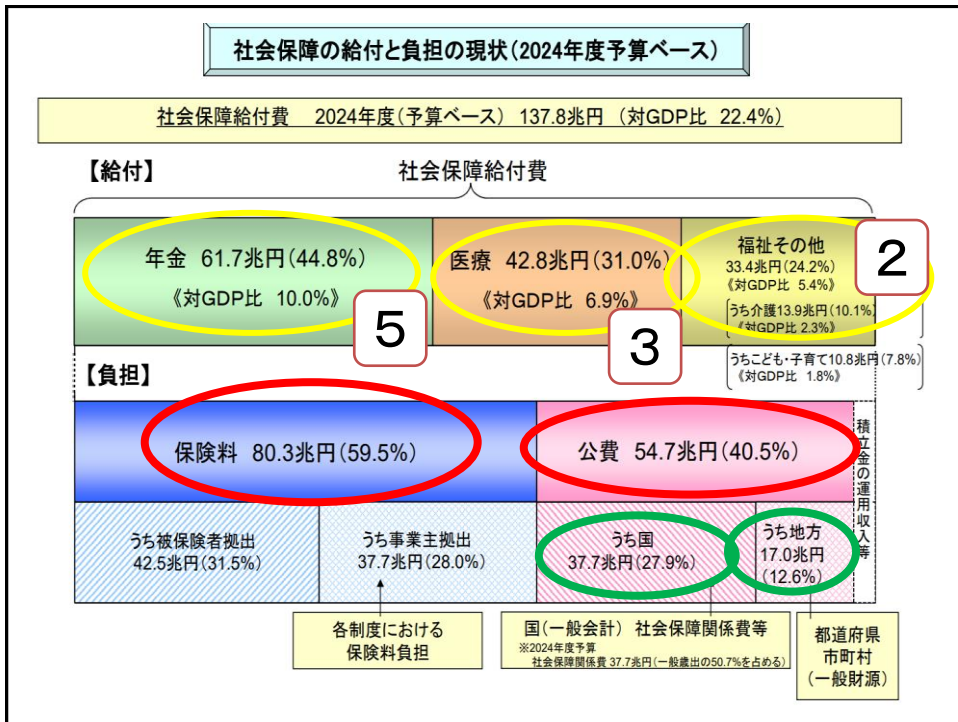 社会保障の給付と負担の現状(2024年度予算ベース)
社会保障給付費　2024年度(予算ベース)　137.8兆円　(対GDP比　22.4%)
【給付】
社会保障給付費
年金　61.7兆円(44.8%)
《対GDP比　10.0%》
5
医療　42.8兆円(31.0%)
《対GDP比　6.9%》
3
福祉その他
33.4兆円(24.2%)
《対GDP比　5.4%》
2
うち介護13.9兆円(10.1%)
《対GDP比 2.3%》
うちこども・子育て10.8兆円(7.8%)
《対GDP比　1.8%》
【負担】
保険料　80.3兆円(59.5%)
公費　54.7兆円(40.5%)
積立金の運用収入等
うち被保険者拠出
42.5兆円(31.5%)
うち事業主拠出
37.7兆円(28.0%)
うち国
37.7兆円(27.9%)
うち地方
17.0兆円
(12.6%)
各制度における
保険料負担
国(一般会計)　社会保障関係費等
※2024年度予算
社会保障関係費 37.7兆円(一般歳出の50.7%を占める)
都道府県
市町村
(一般財源)